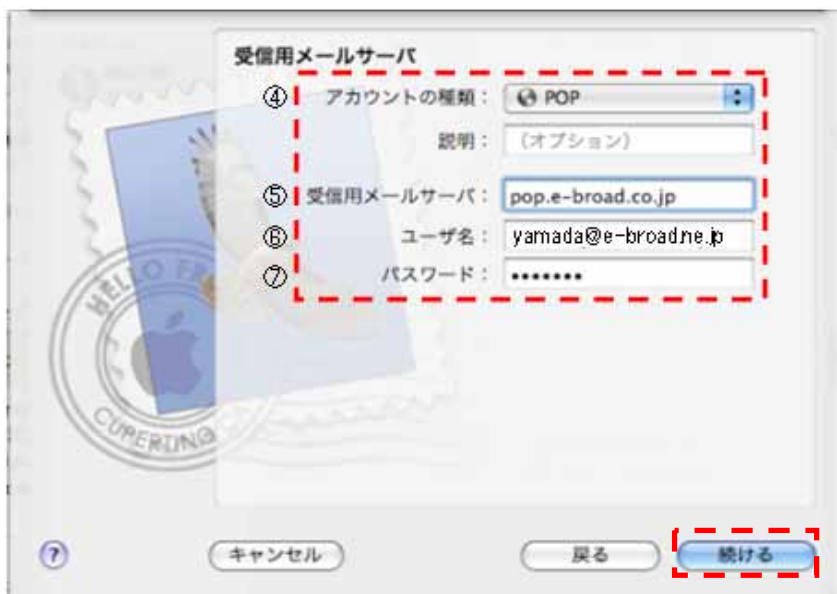 受信用メールサーバ
④ アカウントの種類： POP
説明： (オプション)
⑤ 受信用メールサーバ： pop.e-broad.co.jp
⑥ ユーザ名： yamada@e-broad.ne.jp
⑦ パスワード： •••••••
HELLO FR
CUPERTINO
? キャンセル 戻る 続ける